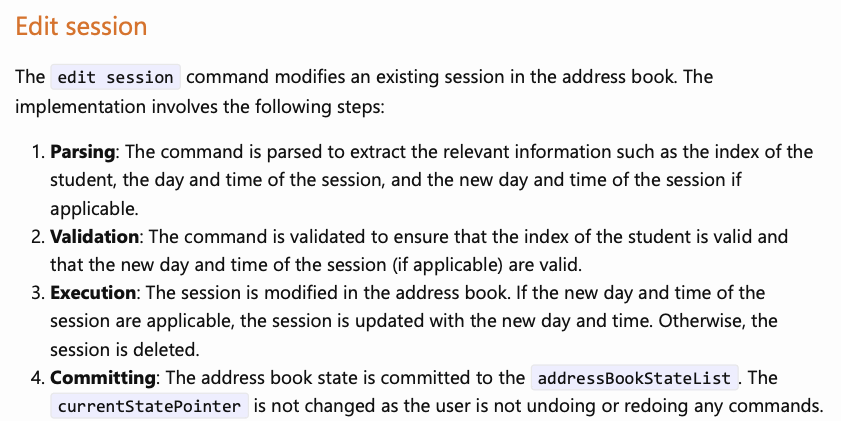 Edit session
The edit session command modifies an existing session in the address book. The
implementation involves the following steps:
1. Parsing: The command is parsed to extract the relevant information such as the index of the
student, the day and time of the session, and the new day and time of the session if
applicable.
2. Validation: The command is validated to ensure that the index of the student is valid and
that the new day and time of the session (if applicable) are valid.
3. Execution: The session is modified in the address book. If the new day and time of the
session are applicable, the session is updated with the new day and time. Otherwise, the
session is deleted.
4. Committing: The address book state is committed to the addressBookStateList. The
currentStatePointer is not changed as the user is not undoing or redoing any commands.